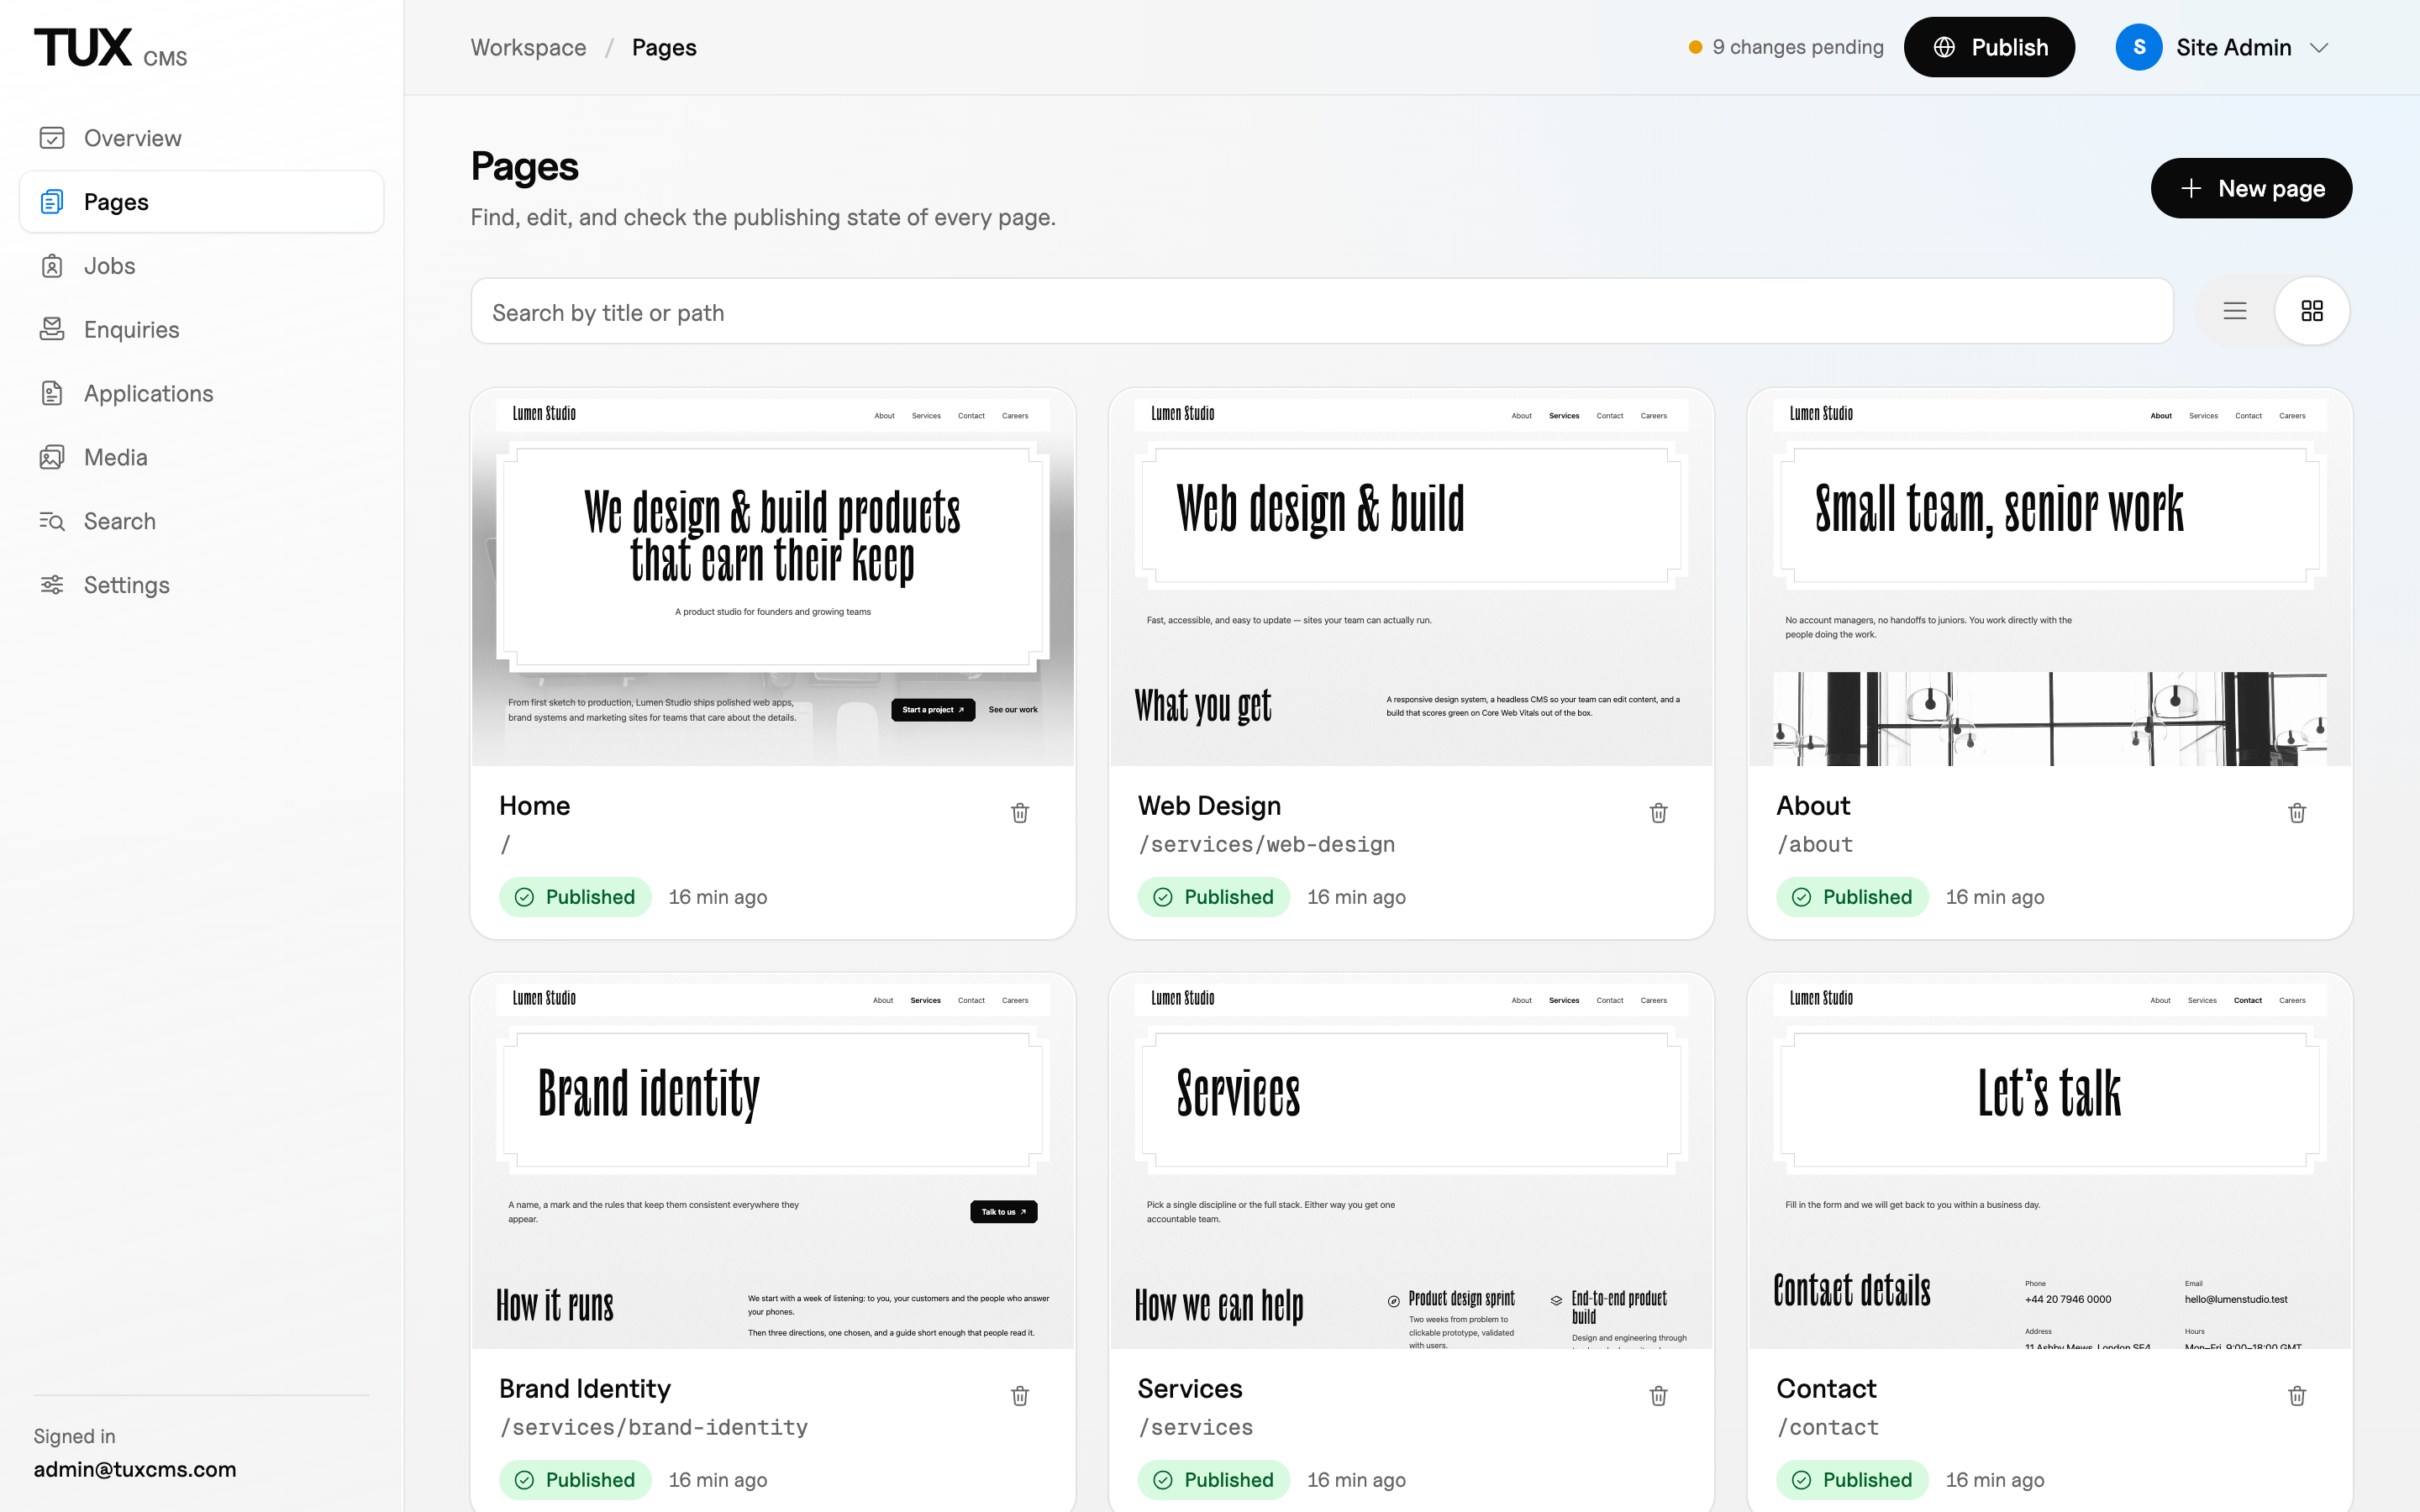 TUX CMS
Overview
Pages
Jobs
Enquiries
Applications
Media
Search
Settings
Signed in
admin@tuxcms.com
Workspace / Pages
9 changes pending
Publish
S
Site Admin
Pages
Find, edit, and check the publishing state of every page.
New page
Search by title or path
Lumen Studio
About Services Contact Careers
We design & build products
that earn their keep
A product studio for founders and growing teams
From first sketch to production, Lumen Studio ships polished web apps,
brand systems and marketing sites for teams that care about the details.
Start a project
See our work
Home
/
Published
16 min ago
Lumen Studio
About Services Contact Careers
Web design & build
Fast, accessible, and easy to update — sites your team can actually run.
What you get
A responsive design system, a headless CMS so your team can edit content, and a
build that scores green on Core Web Vitals out of the box.
Web Design
/services/web-design
Published
16 min ago
Lumen Studio
About Services Contact Careers
Small team, senior work
No account managers, no handoffs to juniors. You work directly with the
people doing the work.
About
/about
Published
16 min ago
Lumen Studio
About Services Contact Careers
Brand identity
A name, a mark and the rules that keep them consistent everywhere they
appear.
Talk to us
How it runs
We start with a week of listening: to you, your customers and the people who answer
your phones.
Then three directions, one chosen, and a guide short enough that people read it.
Brand Identity
/services/brand-identity
Published
16 min ago
Lumen Studio
About Services Contact Careers
Services
Pick a single discipline or the full stack. Either way you get one
accountable team.
How we can help
Product design sprint
Two weeks from problem to
clickable prototype, validated
with users.
End-to-end product
build
Design and engineering through
Services
/services
Published
16 min ago
Lumen Studio
About Services Contact Careers
Let's talk
Fill in the form and we will get back to you within a business day.
Contact details
Phone
+44 20 7946 0000
Email
hello@lumenstudio.test
Address
11 Ashby Mews, London SE4
Hours
Mon–Fri, 9:00–18:00 GMT
Contact
/contact
Published
16 min ago